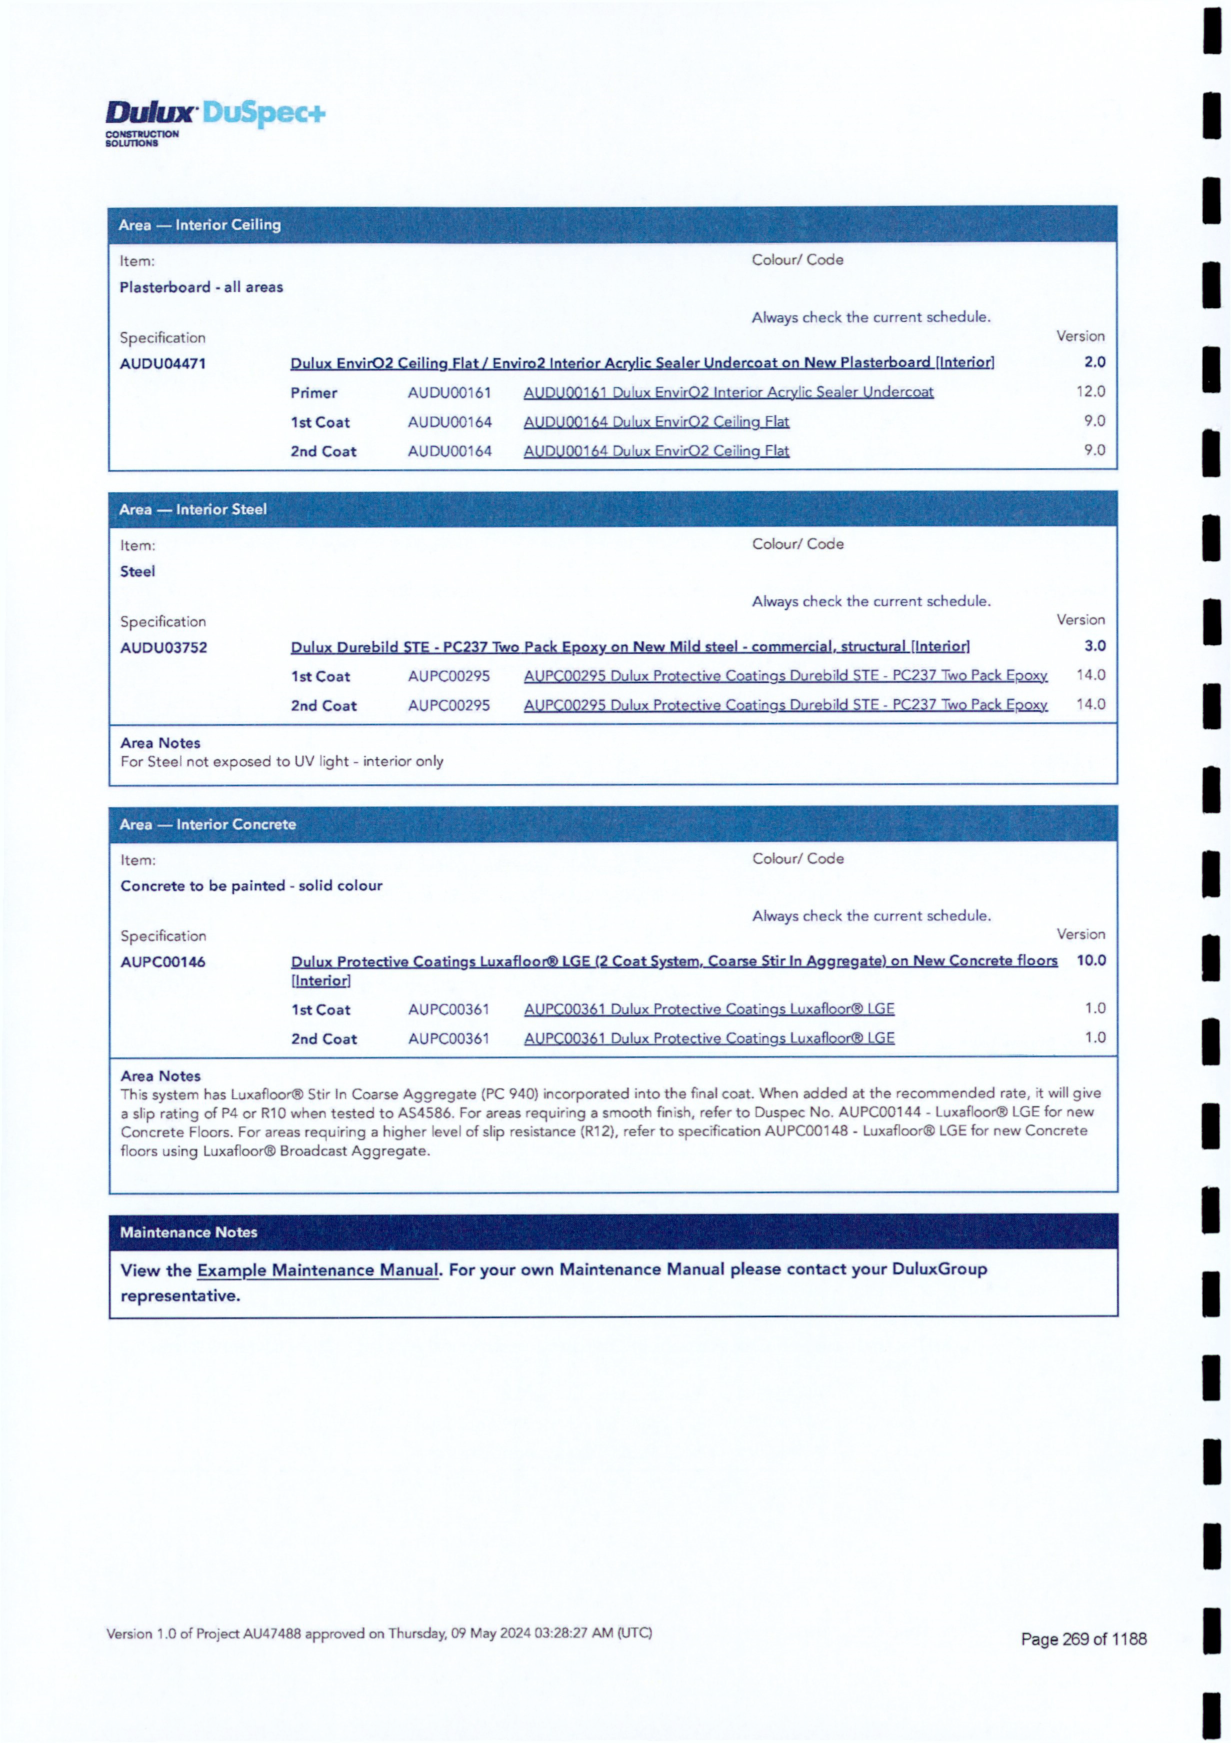 Dulux DuSpec+
CONSTRUCTION
SOLUTIONS
Area — Interior Ceiling
Item: Colour/ Code
Plasterboard - all areas
Always check the current schedule.
Specification Version
AUDU04471 Dulux EnvirO2 Ceiling Flat / Enviro2 Interior Acrylic Sealer Undercoat on New Plasterboard [Interior] 2.0
Primer AUDU00161 AUDU00161 Dulux EnvirO2 Interior Acrylic Sealer Undercoat 12.0
1st Coat AUDU00164 AUDU00164 Dulux EnvirO2 Ceiling Flat 9.0
2nd Coat AUDU00164 AUDU00164 Dulux EnvirO2 Ceiling Flat 9.0
Area — Interior Steel
Item: Colour/ Code
Steel
Always check the current schedule.
Specification Version
AUDU03752 Dulux Durebild STE - PC237 Two Pack Epoxy on New Mild steel - commercial, structural [Interior] 3.0
1st Coat AUPC00295 AUPC00295 Dulux Protective Coatings Durebild STE - PC237 Two Pack Epoxy 14.0
2nd Coat AUPC00295 AUPC00295 Dulux Protective Coatings Durebild STE - PC237 Two Pack Epoxy 14.0
Area Notes
For Steel not exposed to UV light - interior only
Area — Interior Concrete
Item: Colour/ Code
Concrete to be painted - solid colour
Always check the current schedule.
Specification Version
AUPC00146 Dulux Protective Coatings Luxafloor® LGE (2 Coat System, Coarse Stir In Aggregate) on New Concrete floors 10.0
[Interior]
1st Coat AUPC00361 AUPC00361 Dulux Protective Coatings Luxafloor® LGE 1.0
2nd Coat AUPC00361 AUPC00361 Dulux Protective Coatings Luxafloor® LGE 1.0
Area Notes
This system has Luxafloor® Stir In Coarse Aggregate (PC 940) incorporated into the final coat. When added at the recommended rate, it will give
a slip rating of P4 or R10 when tested to AS4586. For areas requiring a smooth finish, refer to Duspec No. AUPC00144 - Luxafloor® LGE for new
Concrete Floors. For areas requiring a higher level of slip resistance (R12), refer to specification AUPC00148 - Luxafloor® LGE for new Concrete
floors using Luxafloor® Broadcast Aggregate.
Maintenance Notes
View the Example Maintenance Manual. For your own Maintenance Manual please contact your DuluxGroup
representative.
Version 1.0 of Project AU47488 approved on Thursday, 09 May 2024 03:28:27 AM (UTC)
Page 269 of 1188